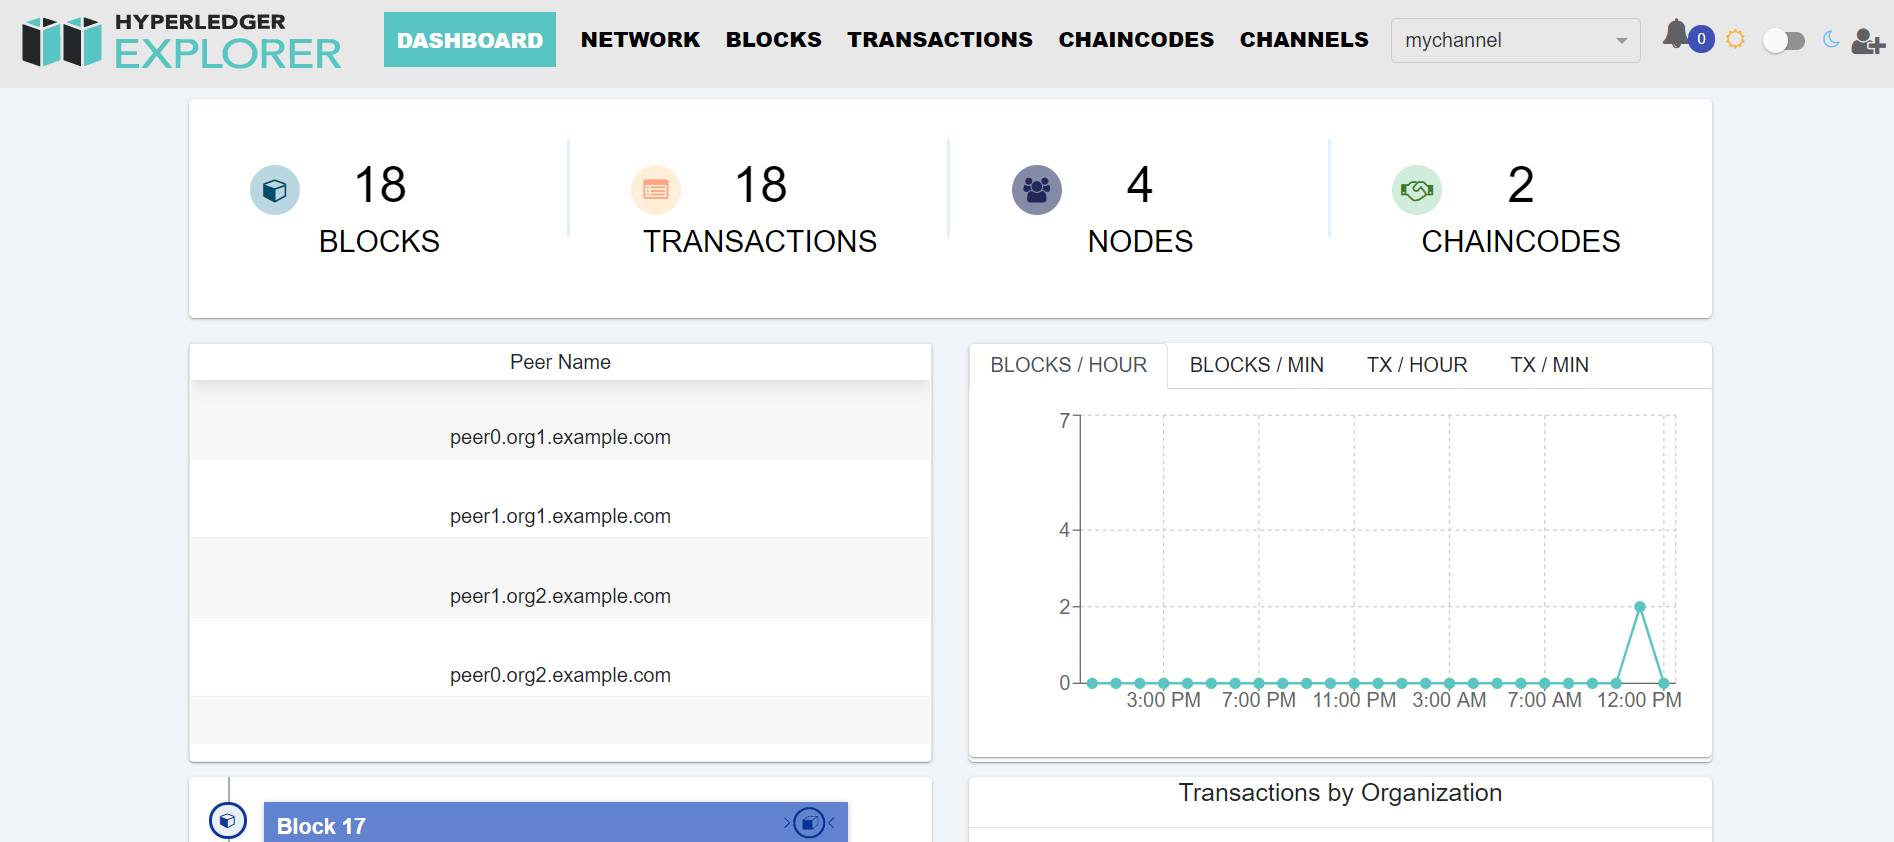 HYPERLEDGER
EXPLORER
DASHBOARD NETWORK BLOCKS TRANSACTIONS CHAINCODES CHANNELS mychannel 0
18
BLOCKS
18
TRANSACTIONS
4
NODES
2
CHAINCODES
Peer Name
peer0.org1.example.com
peer1.org1.example.com
peer1.org2.example.com
peer0.org2.example.com
BLOCKS / HOUR BLOCKS / MIN TX / HOUR TX / MIN
7
4
2
0
3:00 PM 7:00 PM 11:00 PM 3:00 AM 7:00 AM 12:00 PM
Block 17
Transactions by Organization